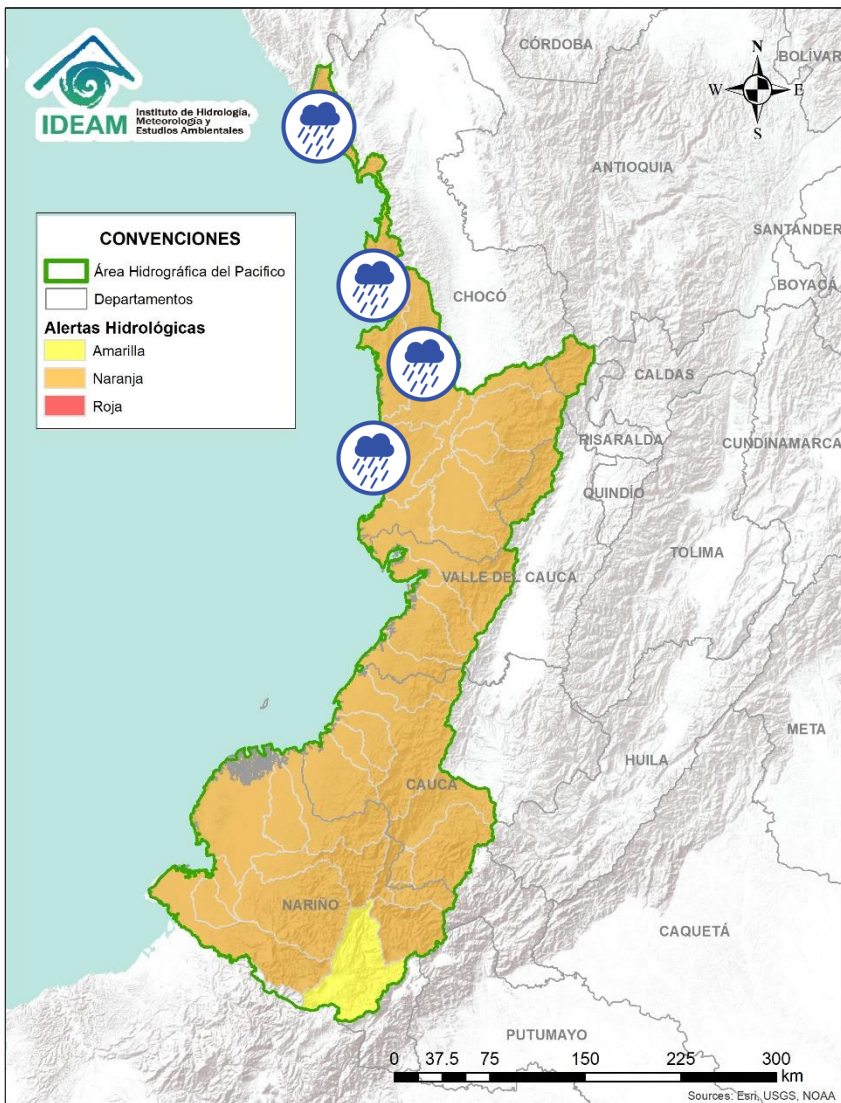 IDEAM
Instituto de Hidrología,
Meteorología y
Estudios Ambientales
CÓRDOBA
BOLÍVAR
N
W
E
S
ANTIOQUIA
SANTANDER
BOYACÁ
CONVENCIONES
Área Hidrográfica del Pacifico
Departamentos
Alertas Hidrológicas
Amarilla
Naranja
Roja
CHOCÓ
CALDAS
RISARALDA
CUNDINAMARCA
QUINDÍO
TOLIMA
VALLE DEL CAUCA
META
HUILA
CAUCA
NARIÑO
CAQUETÁ
PUTUMAYO
0 37.5 75 150 225 300
km
Sources: Esri, USGS, NOAA